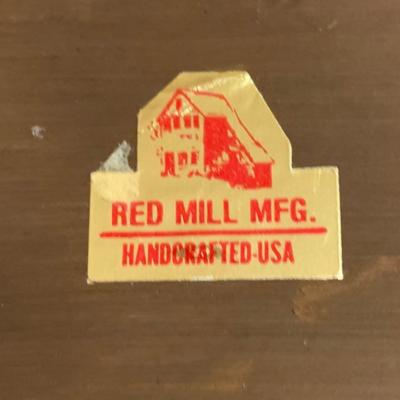 RED MILL MFG.
HANDCRAFTED-USA